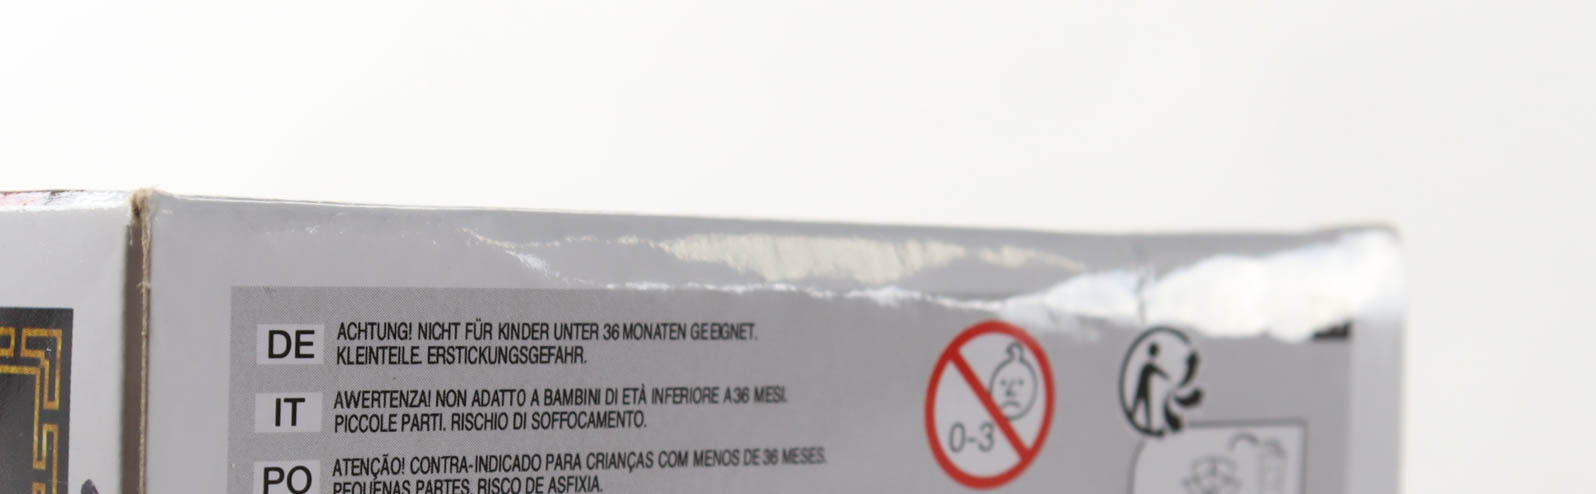 DE
ACHTUNG! NICHT FÜR KINDER UNTER 36 MONATEN GEEIGNET.
KLEINTEILE. ERSTICKUNGSGEFAHR.
IT
AWERTENZA! NON ADATTO A BAMBINI DI ETÀ INFERIORE A 36 MESI.
PICCOLE PARTI. RISCHIO DI SOFFOCAMENTO.
PO
ATENÇÃO! CONTRA-INDICADO PARA CRIANÇAS COM MENOS DE 36 MESES.
PEQUENAS PARTES. RISCO DE ASFIXIA.
0-3